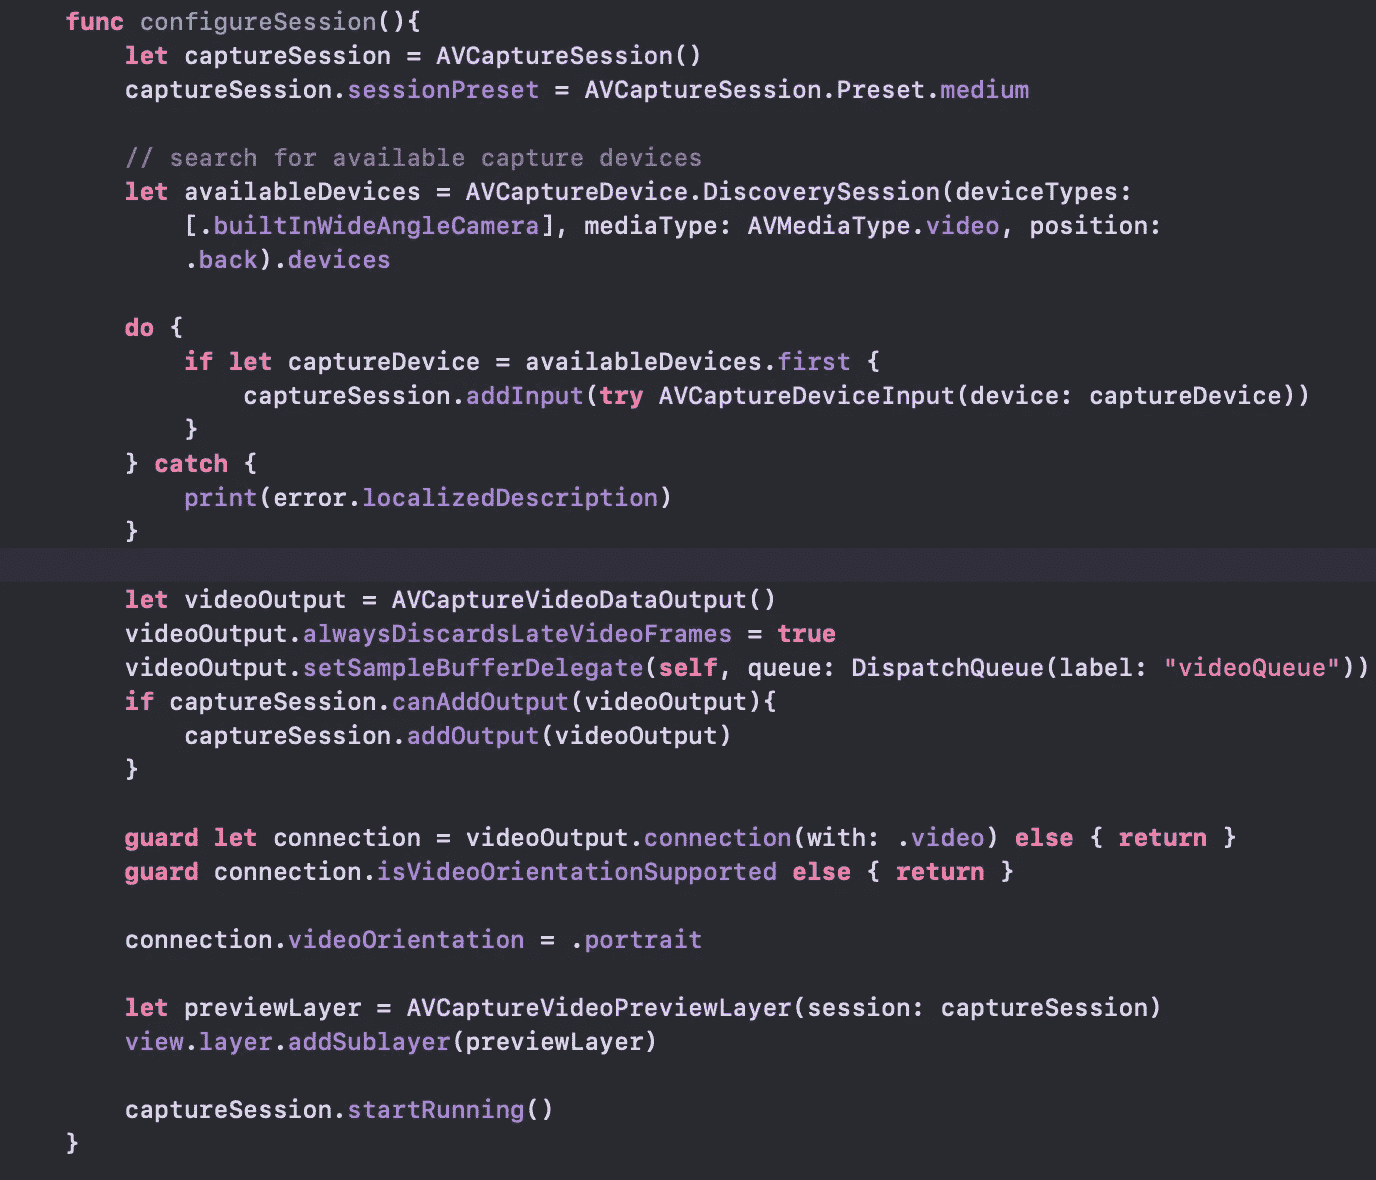 func configureSession(){
let captureSession = AVCaptureSession()
captureSession.sessionPreset = AVCaptureSession.Preset.medium
// search for available capture devices
let availableDevices = AVCaptureDevice.DiscoverySession(deviceTypes:
[.builtInWideAngleCamera], mediaType: AVMediaType.video, position:
.back).devices
do {
if let captureDevice = availableDevices.first {
captureSession.addInput(try AVCaptureDeviceInput(device: captureDevice))
}
} catch {
print(error.localizedDescription)
}
let videoOutput = AVCaptureVideoDataOutput()
videoOutput.alwaysDiscardsLateVideoFrames = true
videoOutput.setSampleBufferDelegate(self, queue: DispatchQueue(label: "videoQueue"))
if captureSession.canAddOutput(videoOutput){
captureSession.addOutput(videoOutput)
}
guard let connection = videoOutput.connection(with: .video) else { return }
guard connection.isVideoOrientationSupported else { return }
connection.videoOrientation = .portrait
let previewLayer = AVCaptureVideoPreviewLayer(session: captureSession)
view.layer.addSublayer(previewLayer)
captureSession.startRunning()
}